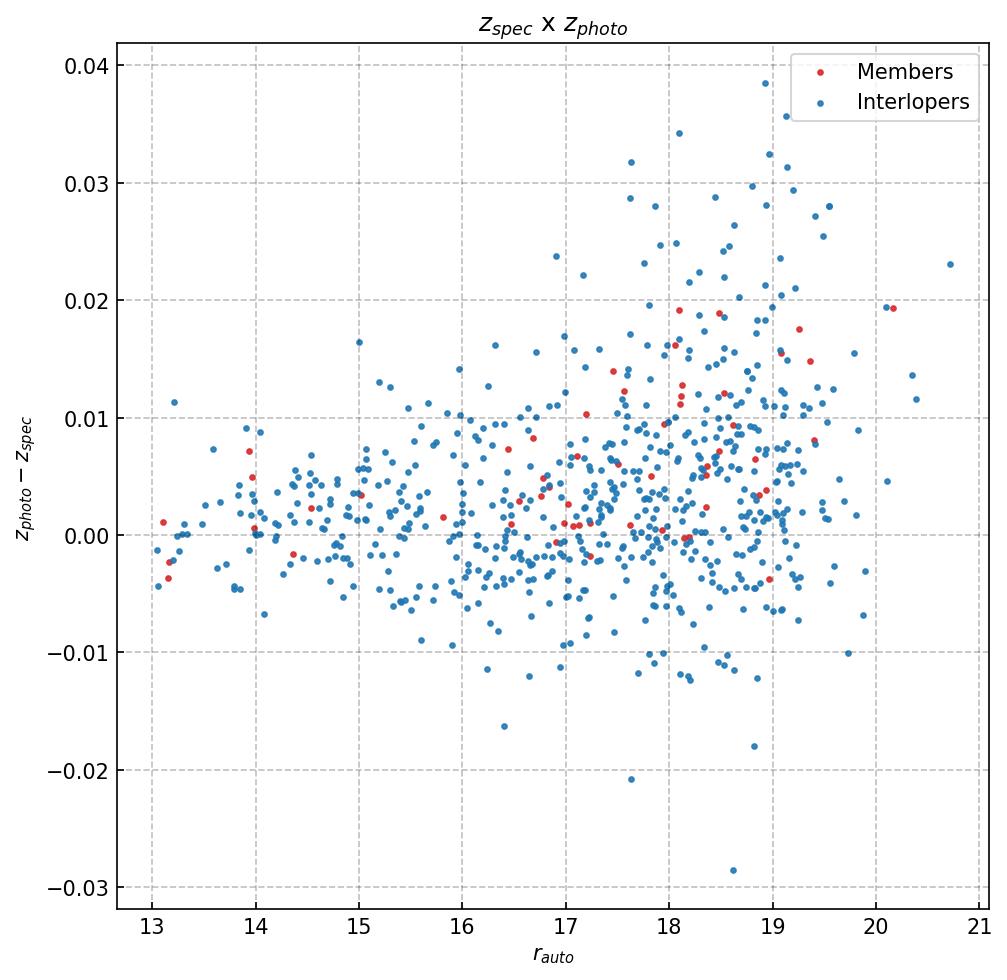 z_spec x z_photo
Members
Interlopers
z_photo − z_spec
0.04
0.03
0.02
0.01
0.00
−0.01
−0.02
−0.03
13 14 15 16 17 18 19 20 21
r_auto